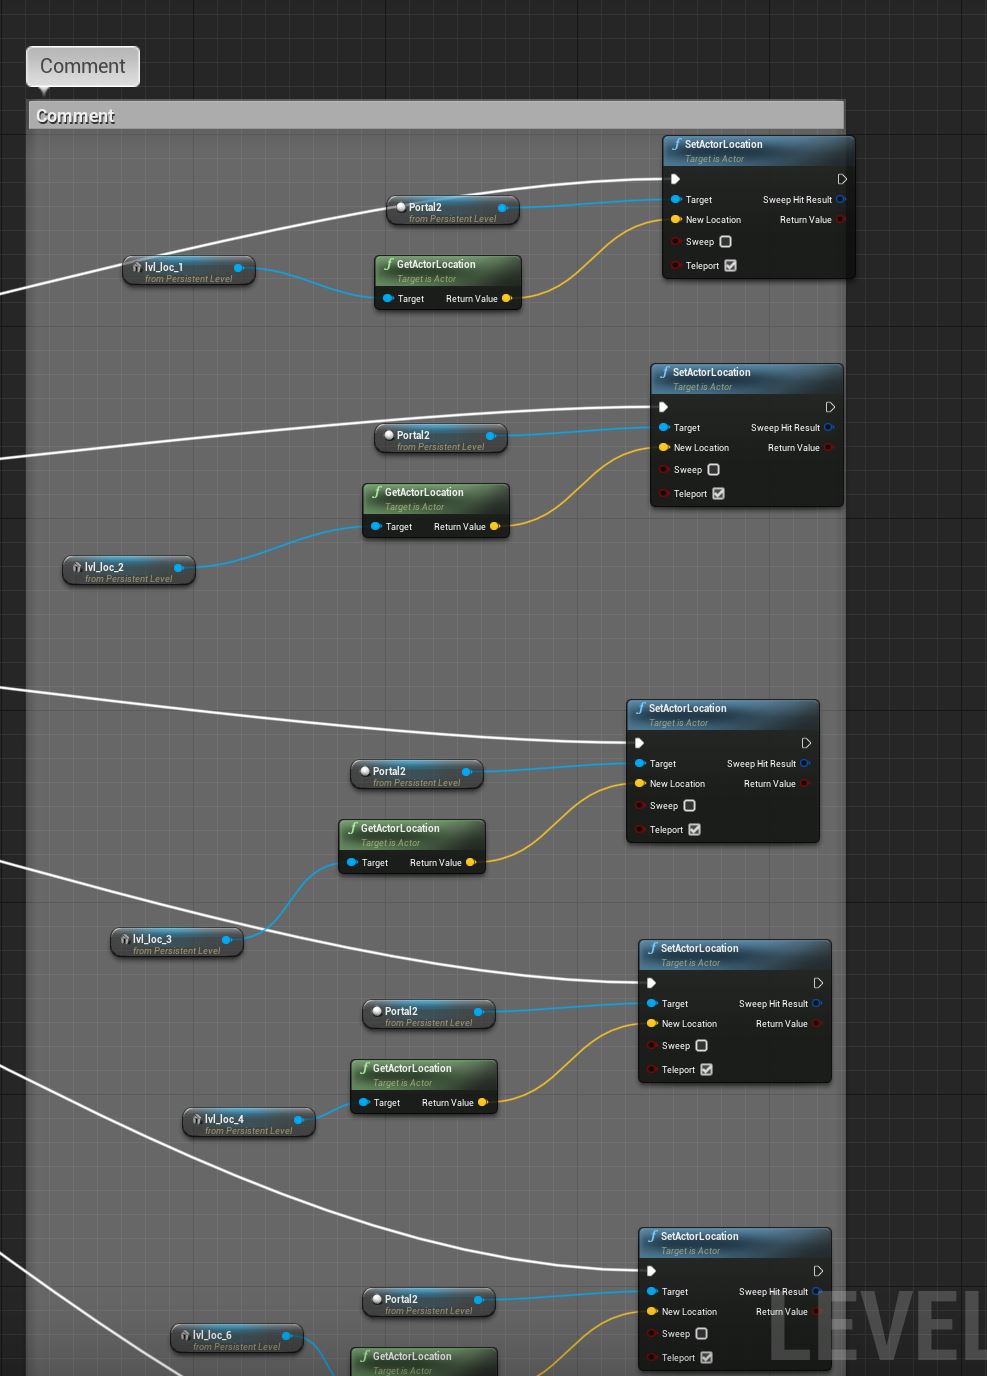 Comment
Comment
SetActorLocation
Target is Actor
Target Sweep Hit Result
New Location Return Value
Sweep
Teleport
Portal2
from Persistent Level
lvl_loc_1
from Persistent Level
GetActorLocation
Target is Actor
Target Return Value
SetActorLocation
Target is Actor
Target Sweep Hit Result
New Location Return Value
Sweep
Teleport
Portal2
from Persistent Level
GetActorLocation
Target is Actor
Target Return Value
lvl_loc_2
from Persistent Level
SetActorLocation
Target is Actor
Target Sweep Hit Result
New Location Return Value
Sweep
Teleport
Portal2
from Persistent Level
GetActorLocation
Target is Actor
Target Return Value
lvl_loc_3
from Persistent Level
SetActorLocation
Target is Actor
Target Sweep Hit Result
New Location Return Value
Sweep
Teleport
Portal2
from Persistent Level
GetActorLocation
Target is Actor
Target Return Value
lvl_loc_4
from Persistent Level
SetActorLocation
Target is Actor
Target Sweep Hit Result
New Location Return Value
Sweep
Teleport
Portal2
from Persistent Level
lvl_loc_6
from Persistent Level
GetActorLocation
Target is Actor
LEVEL